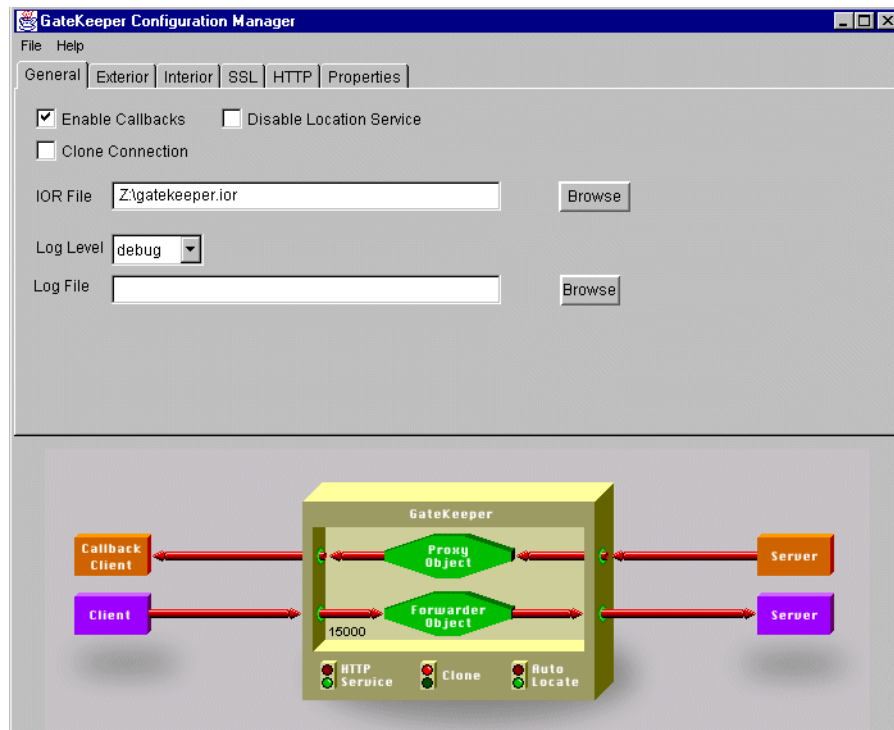 GateKeeper Configuration Manager
File Help
General Exterior Interior SSL HTTP Properties
Enable Callbacks Disable Location Service
Clone Connection
IOR File Z:\gatekeeper.ior Browse
Log Level debug
Log File Browse
GateKeeper
Callback
Client
Proxy
Object
Server
Client
Forwarder
Object
Server
15000
HTTP
Service
Clone
Auto
Locate